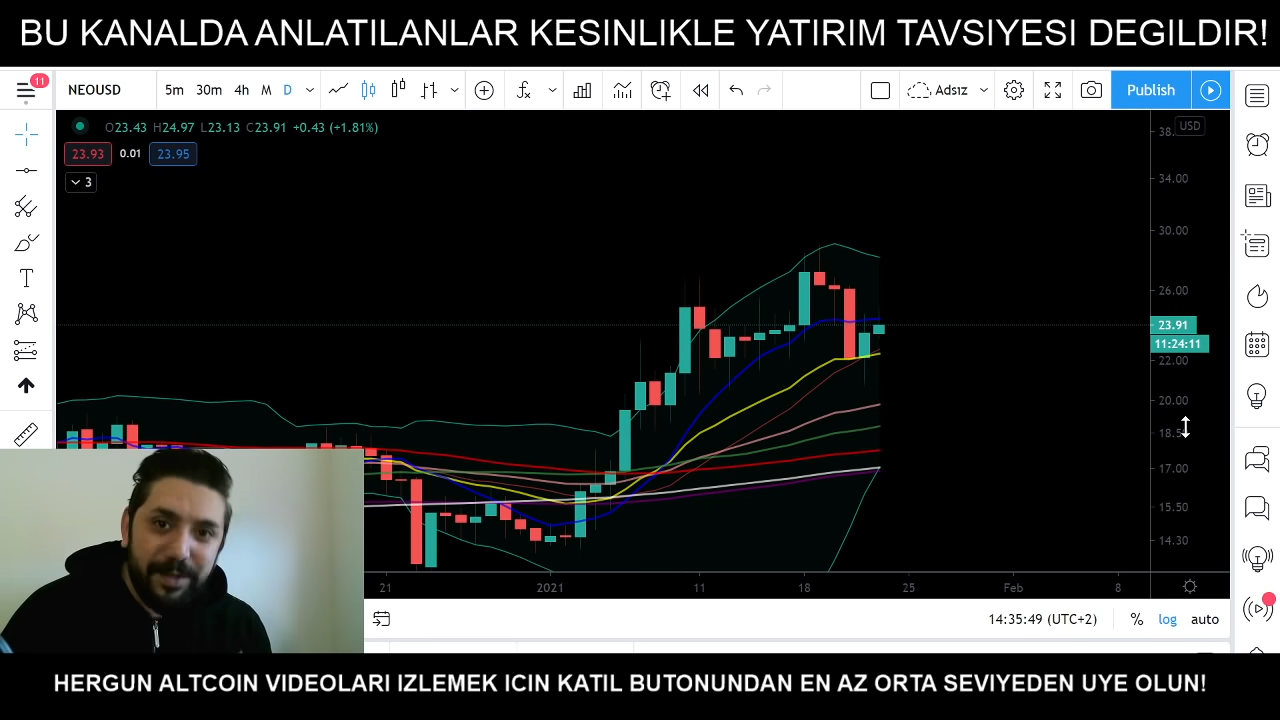 BU KANALDA ANLATILANLAR KESINLIKLE YATIRIM TAVSIYESI DEGILDIR!
11
NEOUSD 5m 30m 4h M D Adsız Publish
O23.43 H24.97 L23.13 C23.91 +0.43 (+1.81%)
23.93 0.01 23.95
3
USD
38.
34.00
30.00
26.00
23.91
11:24:11
22.00
20.00
18.5
17.00
15.50
14.30
21 2021 11 18 25 Feb 8
14:35:49 (UTC+2) % log auto
HERGUN ALTCOIN VIDEOLARI IZLEMEK ICIN KATIL BUTONUNDAN EN AZ ORTA SEVIYEDEN UYE OLUN!